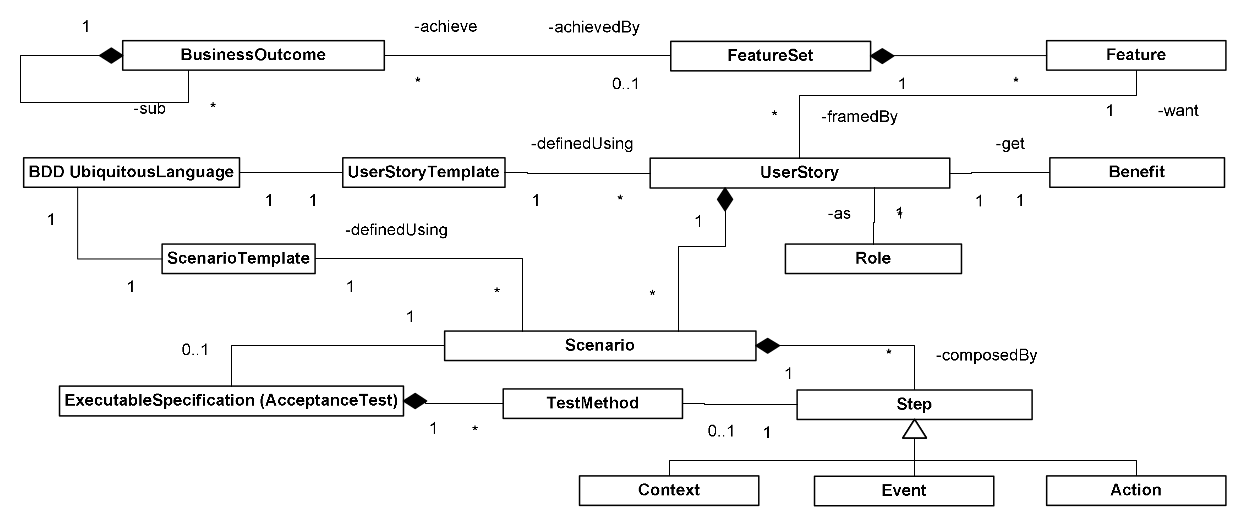 1
-achieve
-achievedBy
BusinessOutcome
FeatureSet
Feature
*
0..1
1
*
-sub
*
*
-framedBy
1
-want
-definedUsing
-get
BDD UbiquitousLanguage
UserStoryTemplate
UserStory
Benefit
1
1
1
*
1
1
1
1
-as
1
*
-definedUsing
ScenarioTemplate
Role
1
1
*
*
1
Scenario
0..1
*
-composedBy
1
ExecutableSpecification (AcceptanceTest)
TestMethod
Step
1
*
0..1
1
Context
Event
Action